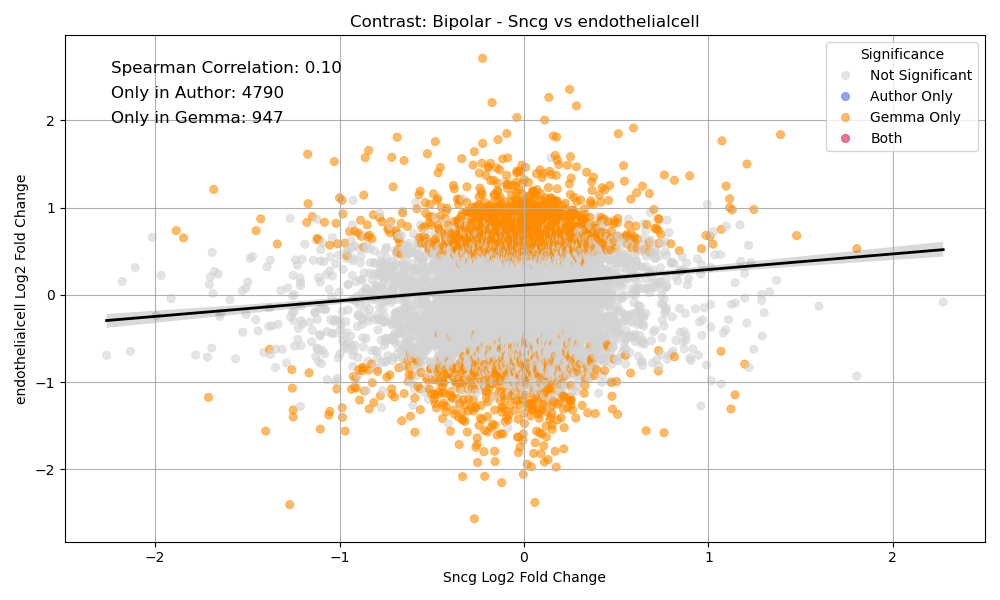 Contrast: Bipolar - Sncg vs endothelialcell
Spearman Correlation: 0.10
Only in Author: 4790
Only in Gemma: 947
Significance
Not Significant
Author Only
Gemma Only
Both
endothelialcell Log2 Fold Change
2
1
0
−1
−2
−2
−1
0
1
2
Sncg Log2 Fold Change